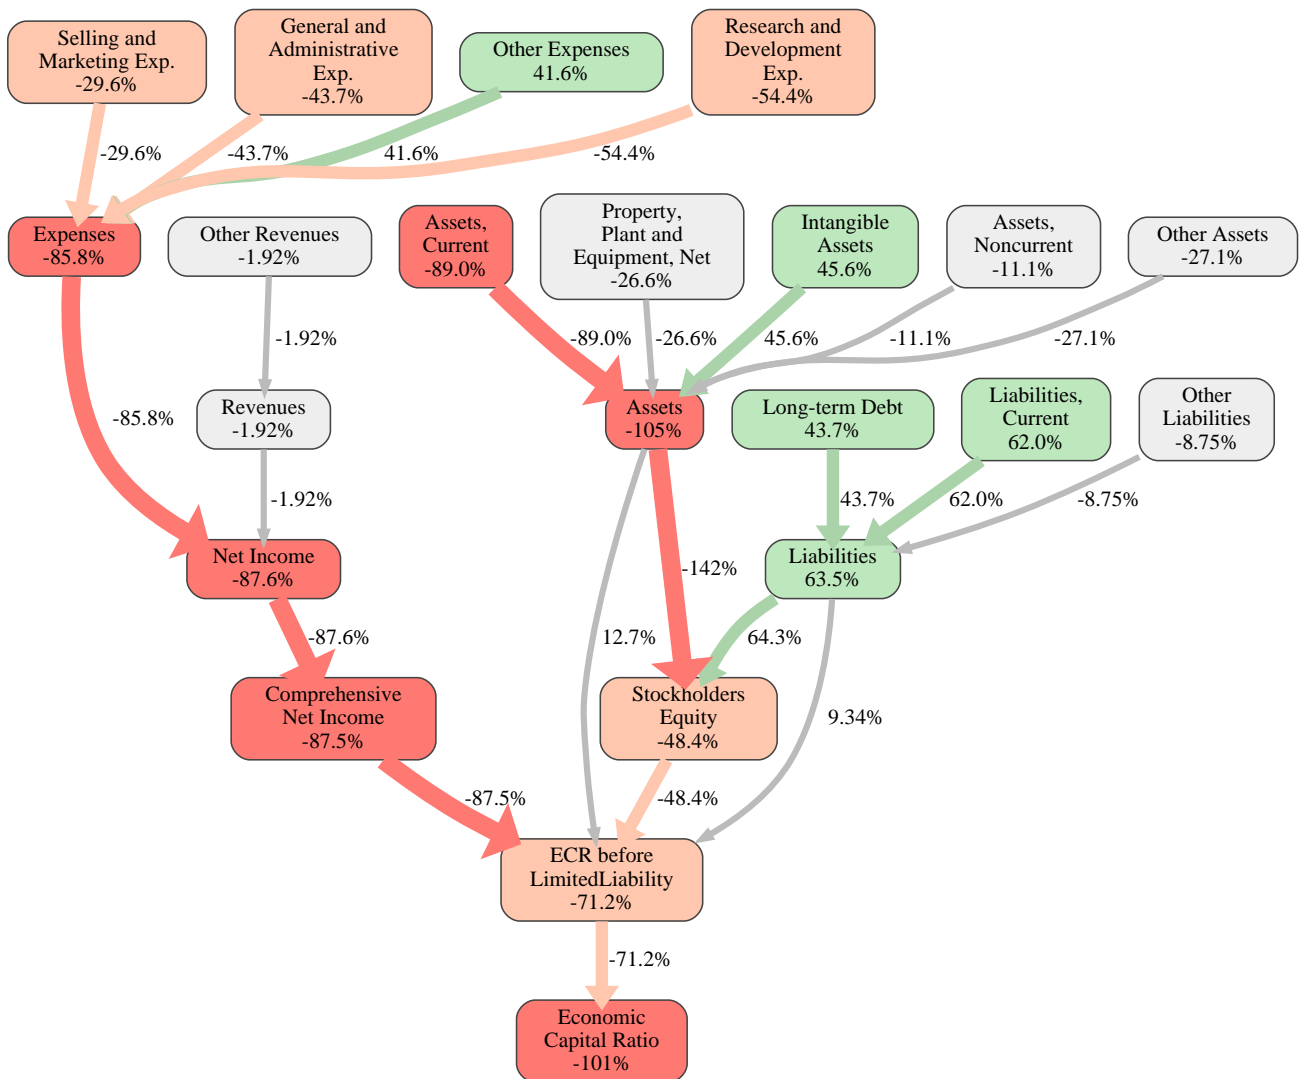 Selling and
Marketing Exp.
-29.6%
General and
Administrative
Exp.
-43.7%
Other Expenses
41.6%
Research and
Development
Exp.
-54.4%
-29.6%
-43.7%
41.6%
-54.4%
Expenses
-85.8%
Other Revenues
-1.92%
Assets,
Current
-89.0%
Property,
Plant and
Equipment, Net
-26.6%
Intangible
Assets
45.6%
Assets,
Noncurrent
-11.1%
Other Assets
-27.1%
-1.92%
-89.0%
-26.6%
45.6%
-11.1%
-27.1%
-85.8%
Revenues
-1.92%
Assets
-105%
Long-term Debt
43.7%
Liabilities,
Current
62.0%
Other
Liabilities
-8.75%
-1.92%
43.7%
62.0%
-8.75%
Net Income
-87.6%
-142%
Liabilities
63.5%
-87.6%
12.7%
64.3%
Comprehensive
Net Income
-87.5%
Stockholders
Equity
-48.4%
9.34%
-87.5%
-48.4%
ECR before
LimitedLiability
-71.2%
-71.2%
Economic
Capital Ratio
-101%